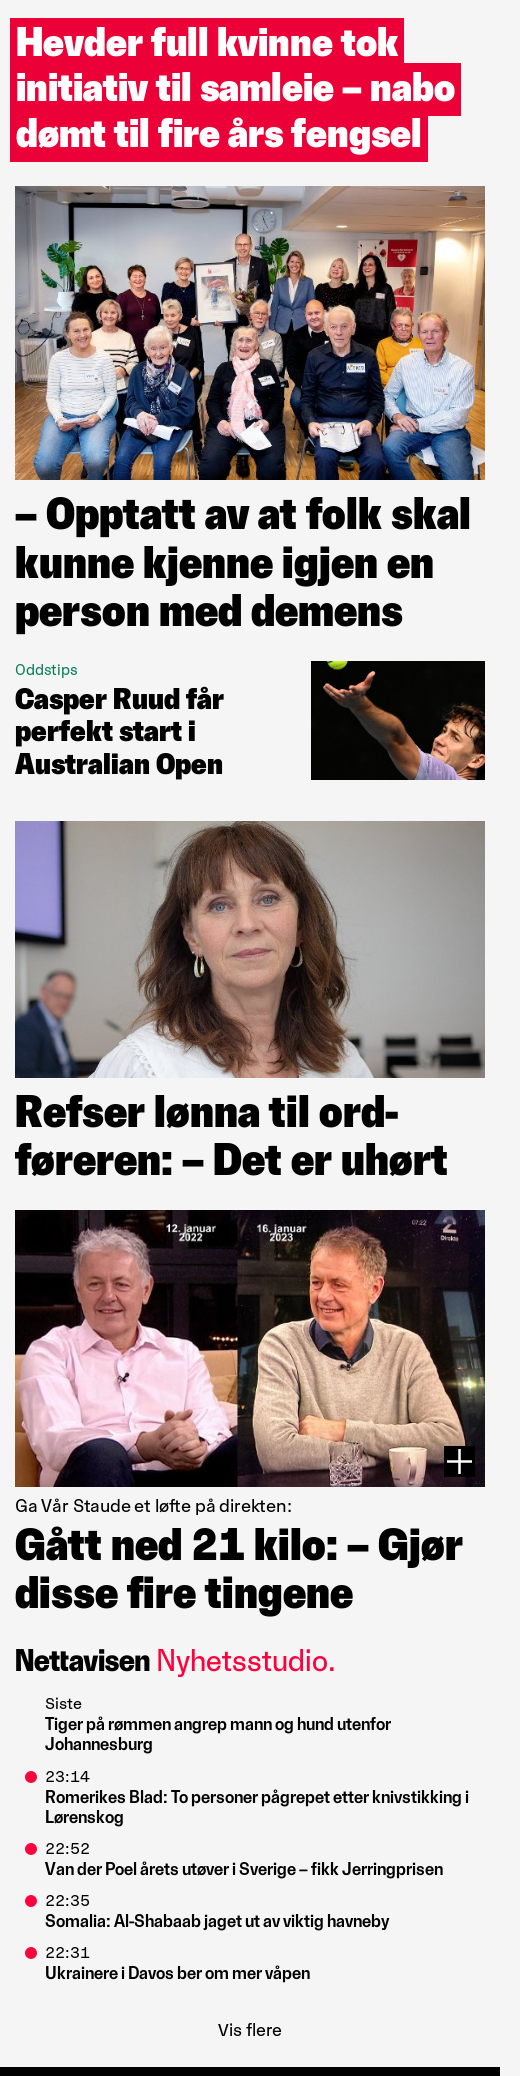 Hevder full kvinne tok
initiativ til samleie – nabo
dømt til fire års fengsel
– Opptatt av at folk skal
kunne kjenne igjen en
person med demens
Oddstips
Casper Ruud får
perfekt start i
Australian Open
Refser lønna til ord-
føreren: – Det er uhørt
12. januar
2022
16. januar
2023
07:22
2
Direkte
Ga Vår Staude et løfte på direkten:
Gått ned 21 kilo: – Gjør
disse fire tingene
Nettavisen Nyhetsstudio.
Siste
Tiger på rømmen angrep mann og hund utenfor
Johannesburg
23:14
Romerikes Blad: To personer pågrepet etter knivstikking i
Lørenskog
22:52
Van der Poel årets utøver i Sverige – fikk Jerringprisen
22:35
Somalia: Al-Shabaab jaget ut av viktig havneby
22:31
Ukrainere i Davos ber om mer våpen
Vis flere